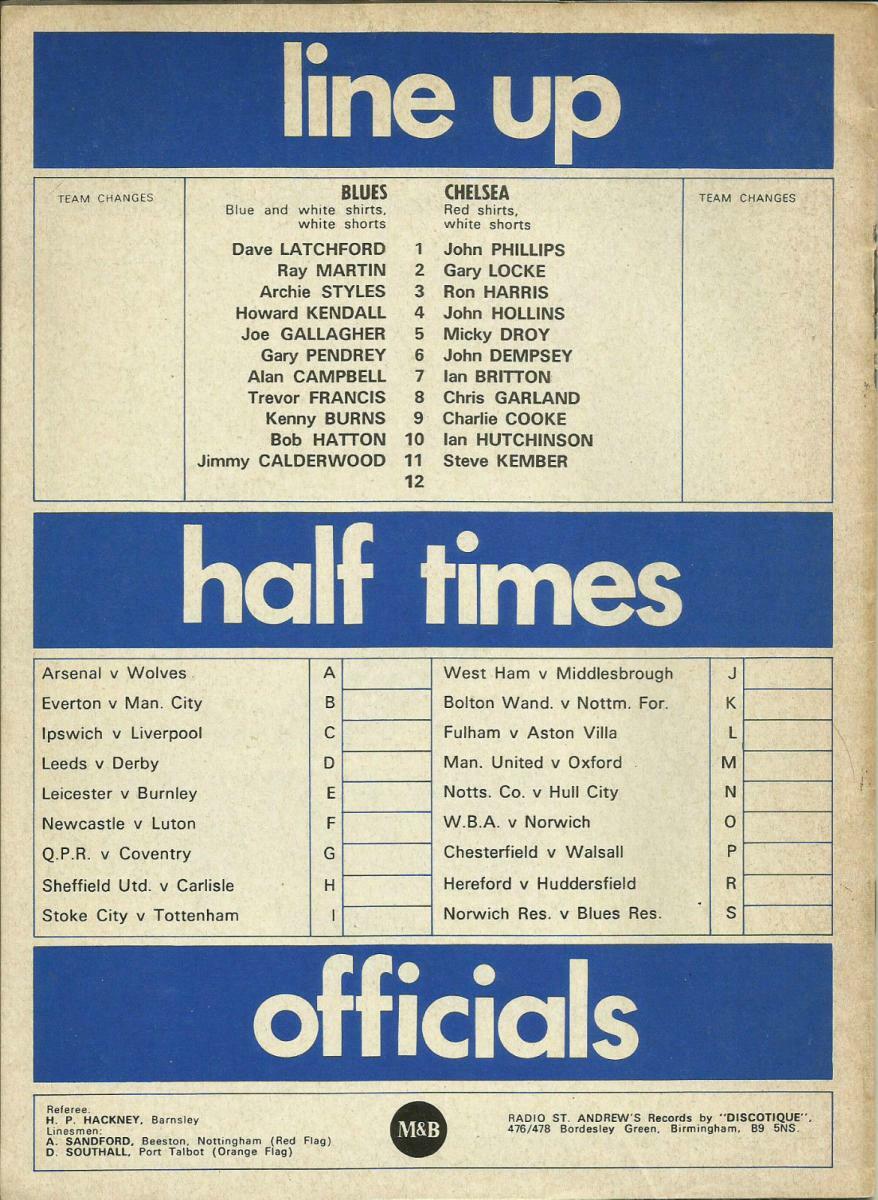 line up
TEAM CHANGES
BLUES CHELSEA
TEAM CHANGES
Blue and white shirts, Red shirts,
white shorts white shorts
Dave LATCHFORD 1 John PHILLIPS
Ray MARTIN 2 Gary LOCKE
Archie STYLES 3 Ron HARRIS
Howard KENDALL 4 John HOLLINS
Joe GALLAGHER 5 Micky DROY
Gary PENDREY 6 John DEMPSEY
Alan CAMPBELL 7 Ian BRITTON
Trevor FRANCIS 8 Chris GARLAND
Kenny BURNS 9 Charlie COOKE
Bob HATTON 10 Ian HUTCHINSON
Jimmy CALDERWOOD 11 Steve KEMBER
12
half times
Arsenal v Wolves A
Everton v Man. City B
Ipswich v Liverpool C
Leeds v Derby D
Leicester v Burnley E
Newcastle v Luton F
Q.P.R. v Coventry G
Sheffield Utd. v Carlisle H
Stoke City v Tottenham I
West Ham v Middlesbrough J
Bolton Wand. v Nottm. For. K
Fulham v Aston Villa L
Man. United v Oxford M
Notts. Co. v Hull City N
W.B.A. v Norwich O
Chesterfield v Walsall P
Hereford v Huddersfield R
Norwich Res. v Blues Res. S
officials
Referee:
H. P. HACKNEY, Barnsley
Linesmen:
A. SANDFORD, Beeston, Nottingham (Red Flag)
D. SOUTHALL, Port Talbot (Orange Flag)
M&B
RADIO ST. ANDREW'S Records by "DISCOTIQUE",
476/478 Bordesley Green, Birmingham, B9 5NS.